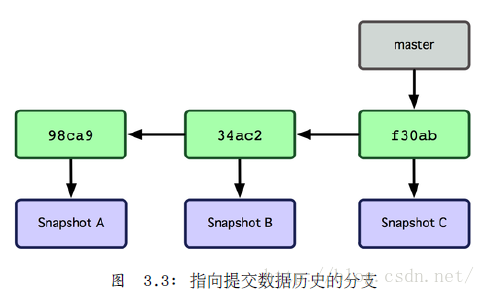 master
98ca9
34ac2
f30ab
Snapshot A
Snapshot B
Snapshot C
图 3.3: 指向提交数据历史的分支
csdn.net/